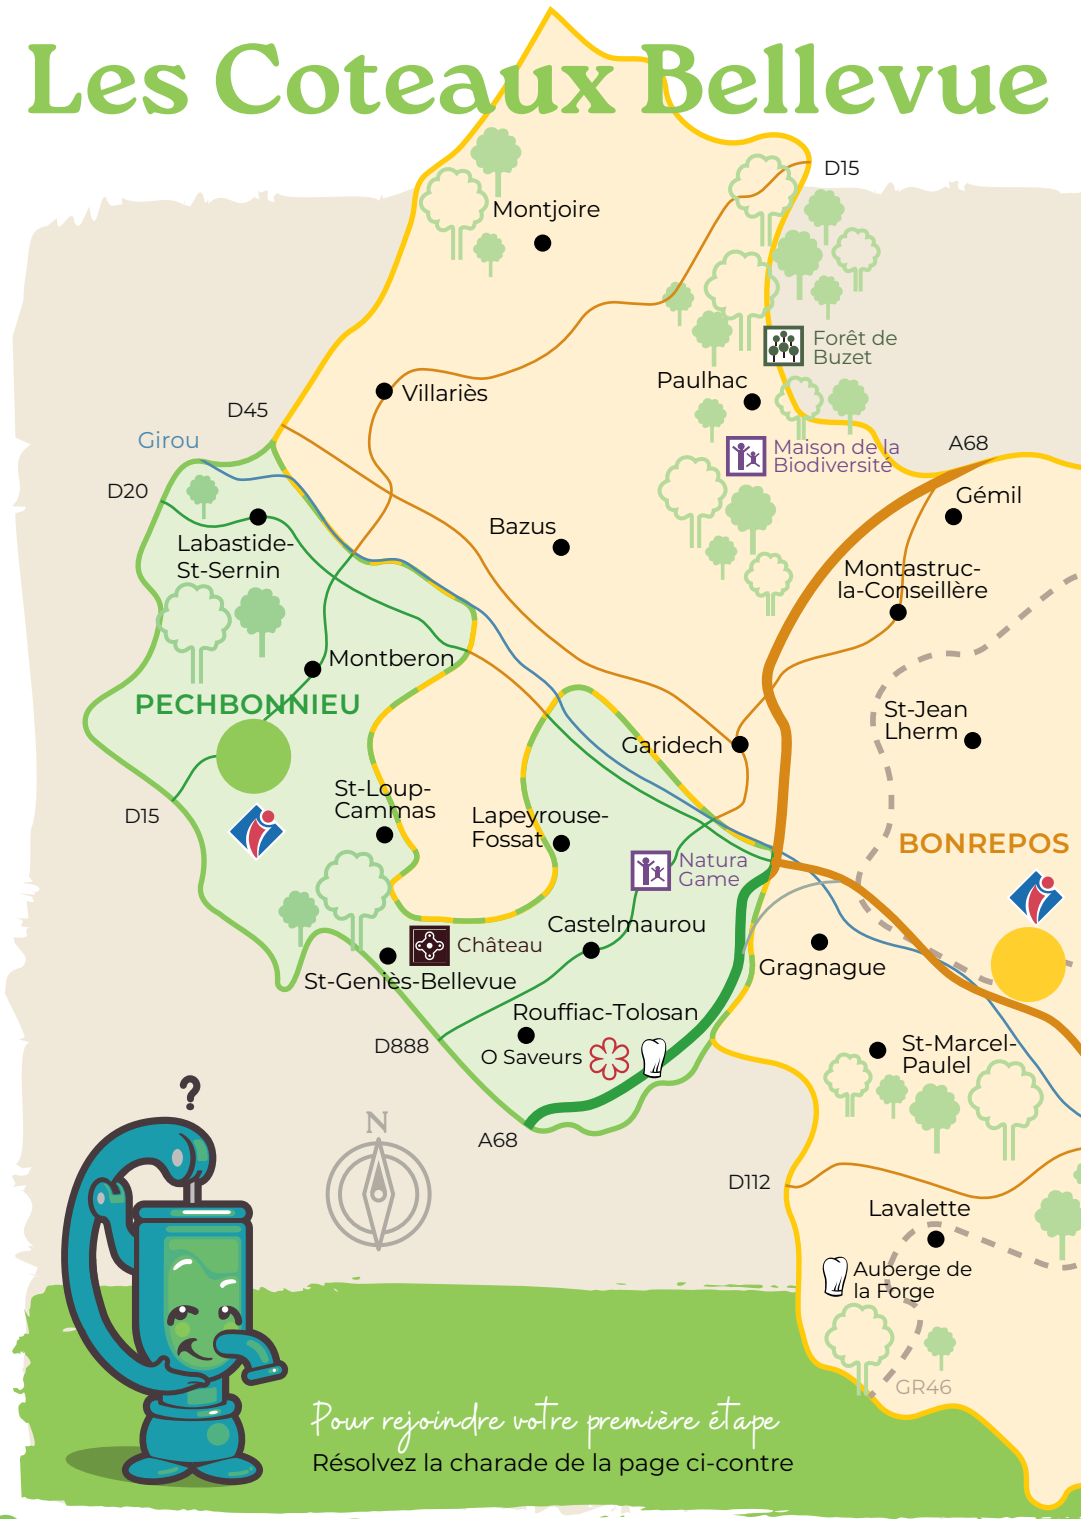 Les Coteaux Bellevue
D15
Montjoire
Forêt de
Buzet
Paulhac
Villariès
D45
Girou
Maison de la
Biodiversité
A68
D20
Gémil
Bazus
Labastide-
St-Sernin
Montastruc-
la-Conseillère
Montberon
PECHBONNIEU
St-Jean
Lherm
Garidech
St-Loup-
Cammas
D15
Lapeyrouse-
Fossat
BONREPOS
Natura
Game
Castelmaurou
Château
Gragnague
St-Geniès-Bellevue
Rouffiac-Tolosan
D888
O Saveurs
St-Marcel-
Paulel
?
N
A68
D112
Lavalette
Auberge de
la Forge
GR46
Pour rejoindre votre première étape
Résolvez la charade de la page ci-contre